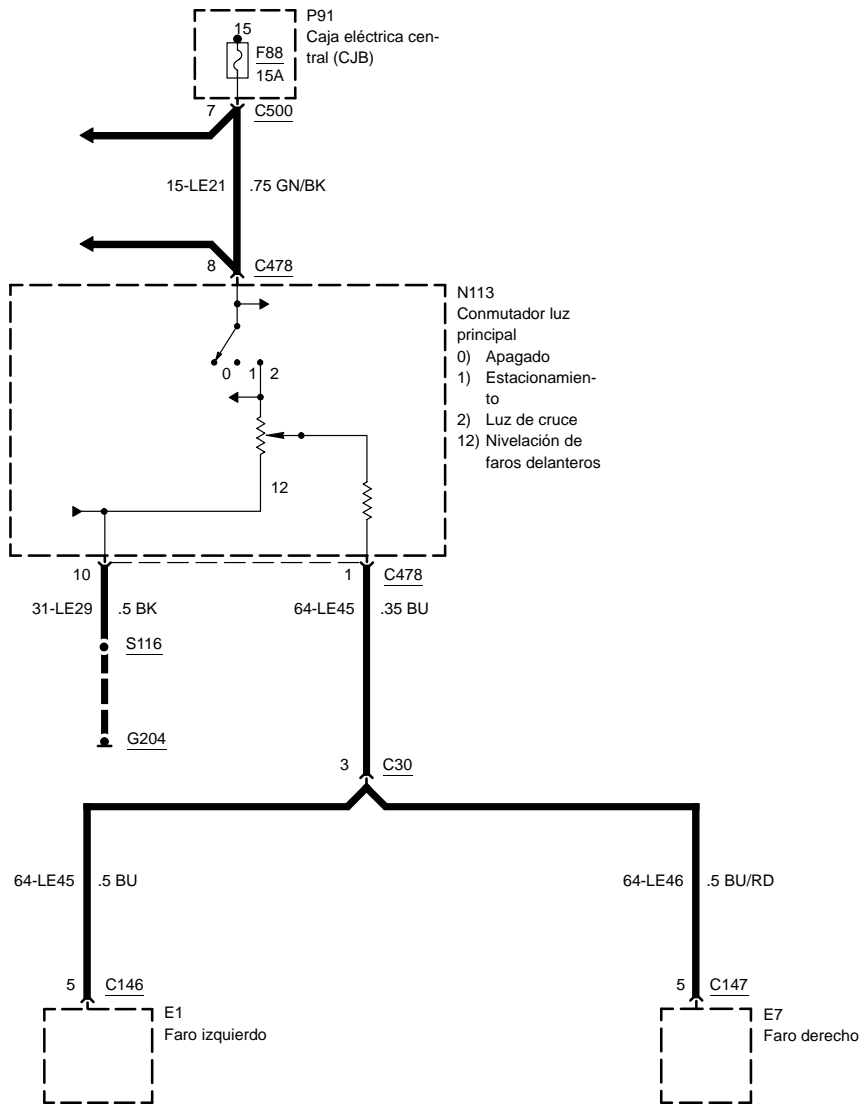 P91
Caja eléctrica cen-
tral (CJB)
15
F88
15A
7
C500
15-LE21
.75 GN/BK
8
C478
N113
Conmutador luz
principal
0) Apagado
1) Estacionamien-
to
2) Luz de cruce
12) Nivelación de
faros delanteros
0
1
2
12
10
1
C478
31-LE29
.5 BK
64-LE45
.35 BU
S116
G204
3
C30
64-LE45
.5 BU
64-LE46
.5 BU/RD
5
C146
5
C147
E1
Faro izquierdo
E7
Faro derecho